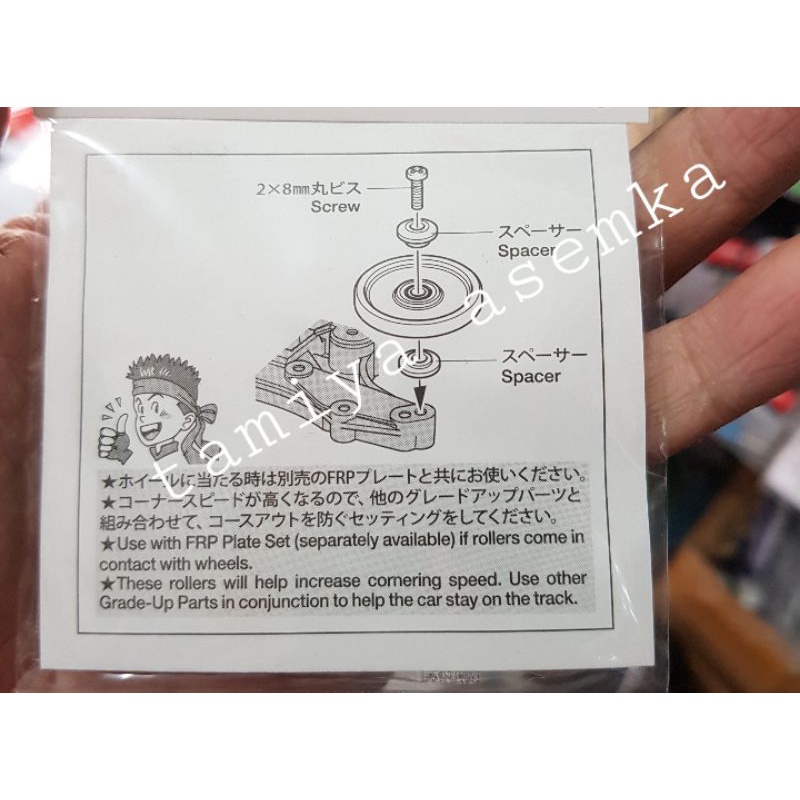 2×8mm丸ビス
Screw
スペーサー
Spacer
スペーサー
Spacer
★ホイールに当たる時は別売のFRPプレートと共にお使いください。
★コーナースピードが高くなるので、他のグレードアップパーツと
組み合わせて、コースアウトを防ぐセッティングをしてください。
★Use with FRP Plate Set (separately available) if rollers come in
contact with wheels.
★These rollers will help increase cornering speed. Use other
Grade-Up Parts in conjunction to help the car stay on the track.
tamiya asemka